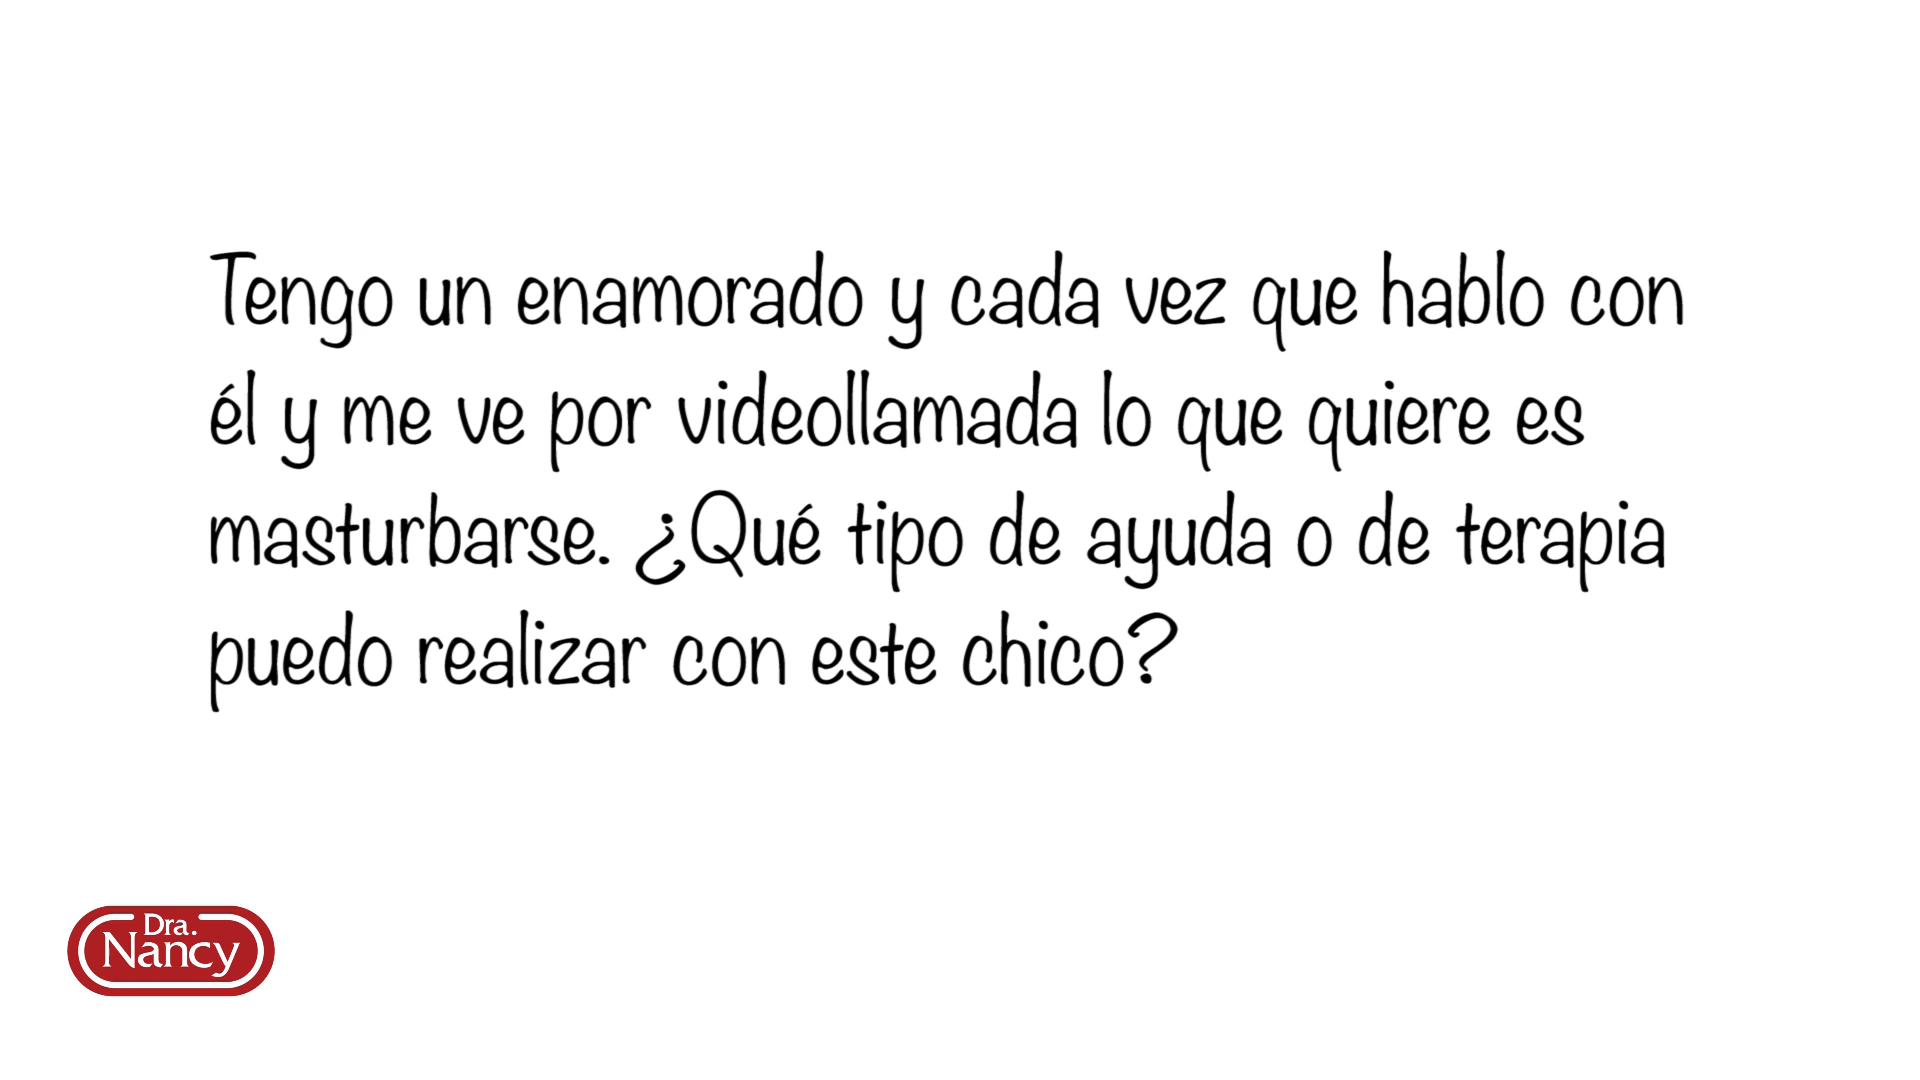 Tengo un enamorado y cada vez que hablo con
él y me ve por videollamada lo que quiere es
masturbarse. ¿Qué tipo de ayuda o de terapia
puedo realizar con este chico?
Dra.
Nancy